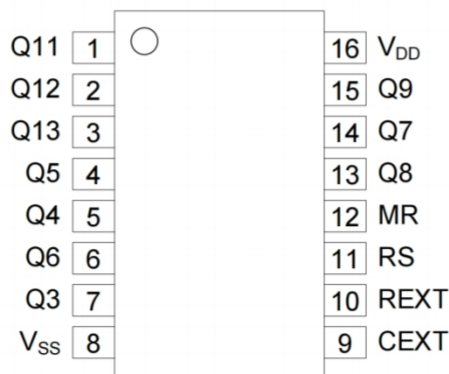 Q11 1 16 VDD
Q12 2 15 Q9
Q13 3 14 Q7
Q5 4 13 Q8
Q4 5 12 MR
Q6 6 11 RS
Q3 7 10 REXT
VSS 8 9 CEXT